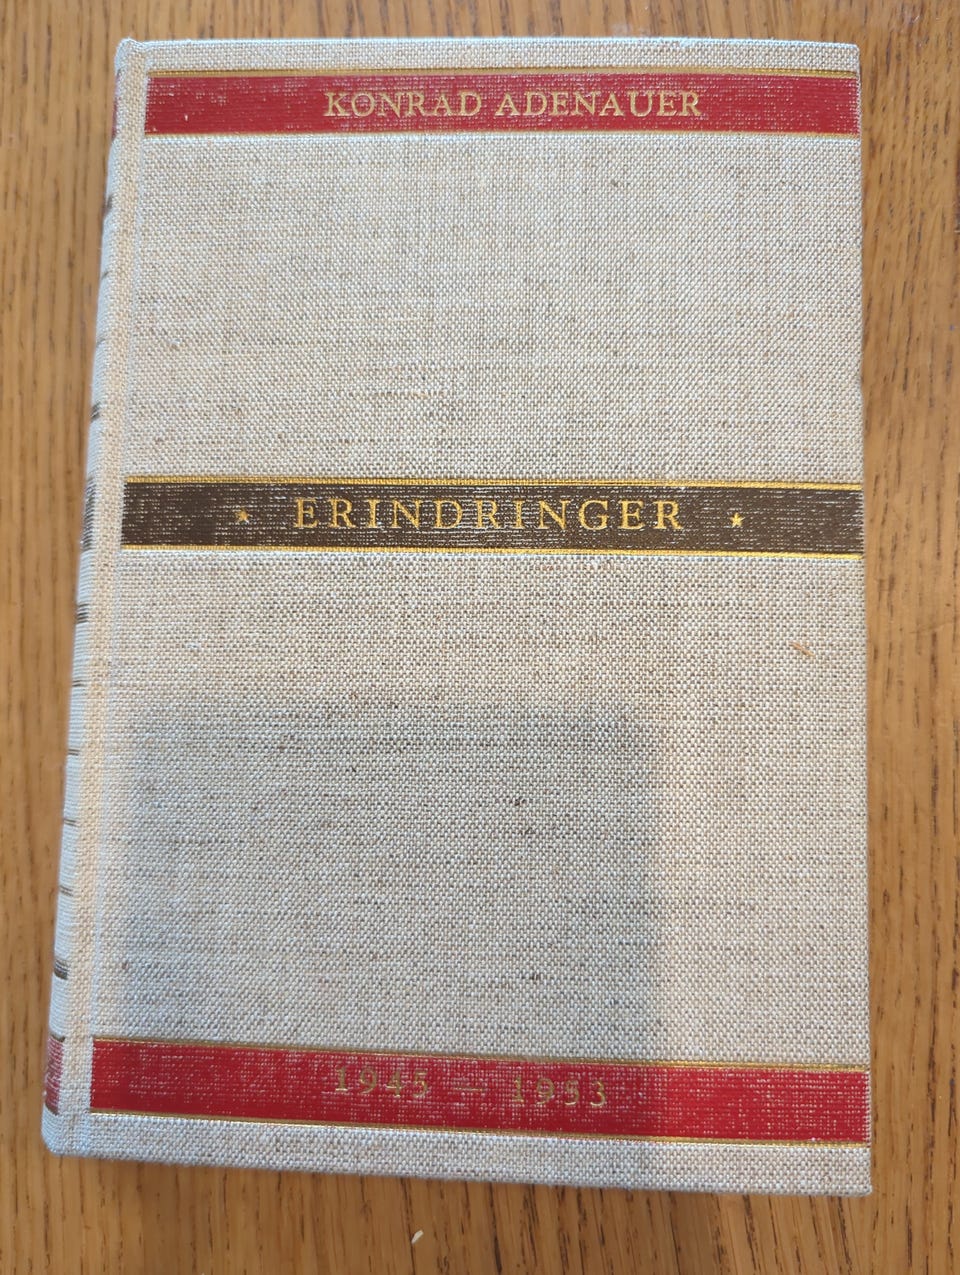 KONRAD ADENAUER
★ ERINDRINGER ★
1945 — 1953